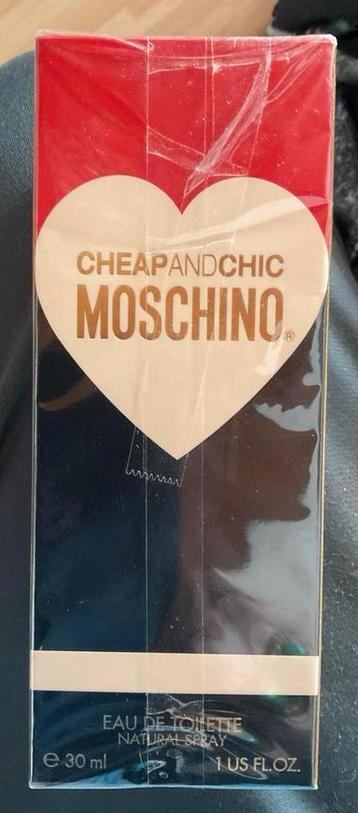 CHEAPANDCHIC
MOSCHINO®
EAU DE TOILETTE
NATURAL SPRAY
℮ 30 ml 1 US FL.OZ.